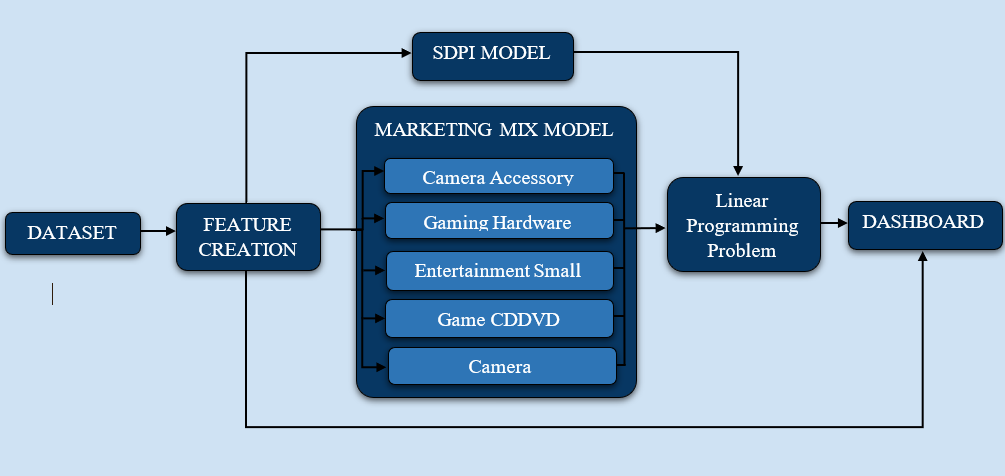 SDPI MODEL
MARKETING MIX MODEL
Camera Accessory
Gaming Hardware
Entertainment Small
Game CDDVD
Camera
DATASET
FEATURE
CREATION
Linear
Programming
Problem
DASHBOARD